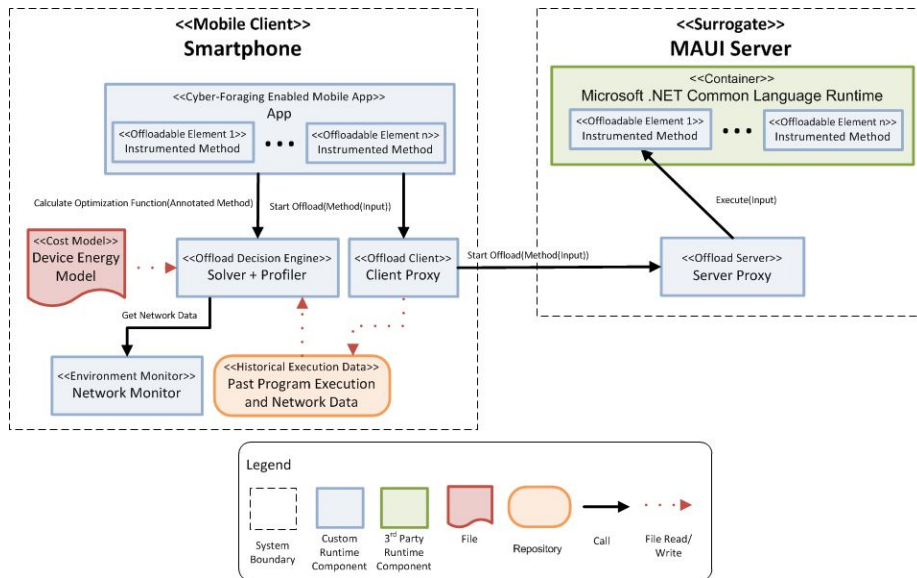 <<Mobile Client>>
Smartphone
<<Cyber-Foraging Enabled Mobile App>>
App
<<Offloadable Element 1>>
Instrumented Method
• • •
<<Offloadable Element n>>
Instrumented Method
Calculate Optimization Function(Annotated Method)
Start Offload(Method(Input))
<<Cost Model>>
Device Energy
Model
<<Offload Decision Engine>>
Solver + Profiler
<<Offload Client>>
Client Proxy
Get Network Data
<<Environment Monitor>>
Network Monitor
<<Historical Execution Data>>
Past Program Execution
and Network Data
Start Offload(Method(Input))
<<Surrogate>>
MAUI Server
<<Container>>
Microsoft .NET Common Language Runtime
<<Offloadable Element 1>>
Instrumented Method
• • •
<<Offloadable Element n>>
Instrumented Method
Execute(Input)
<<Offload Server>>
Server Proxy
Legend
System
Boundary
Custom
Runtime
Component
3rd Party
Runtime
Component
File
Repository
Call
File Read/
Write